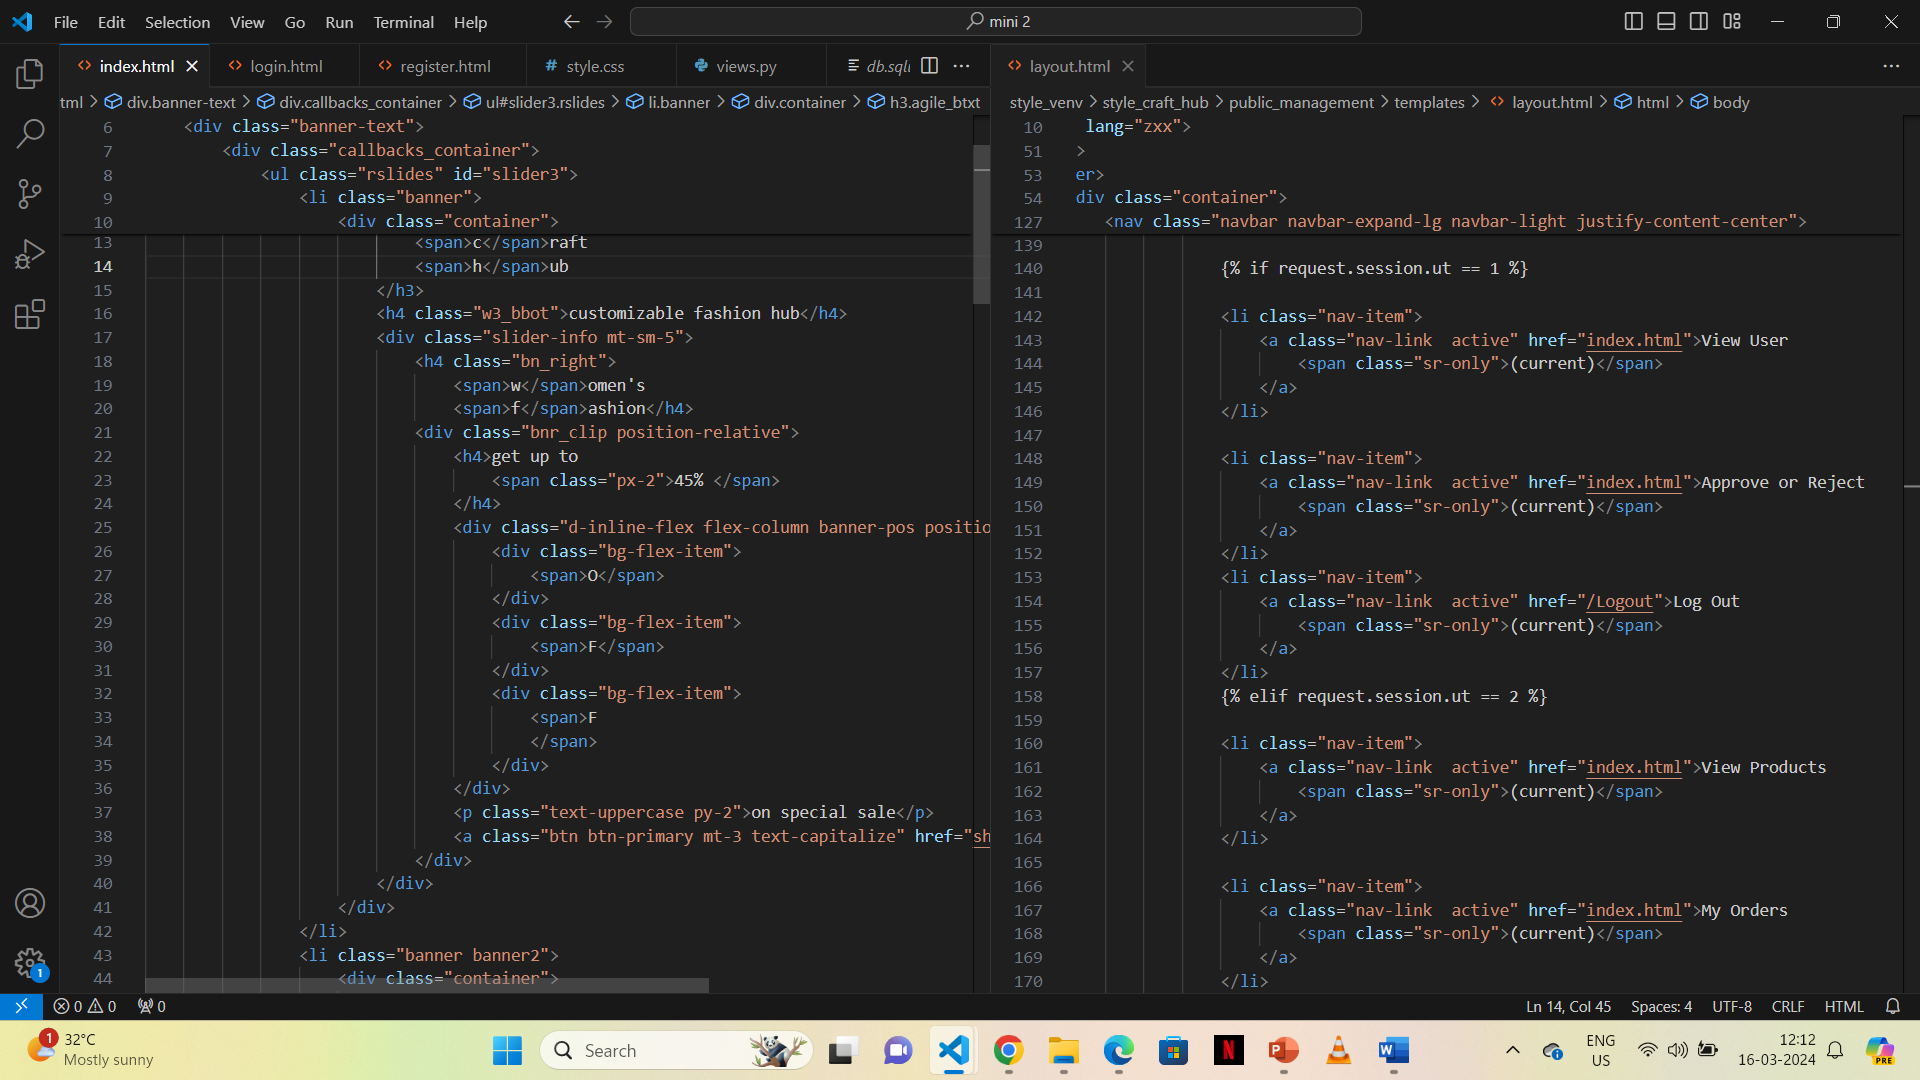 File Edit Selection View Go Run Terminal Help
mini 2
index.html
login.html
register.html
# style.css
views.py
db.sqli
layout.html
tml > div.banner-text > div.callbacks_container > ul#slider3.rslides > li.banner > div.container > h3.agile_btxt
6 <div class="banner-text">
7 <div class="callbacks_container">
8 <ul class="rslides" id="slider3">
9 <li class="banner">
10 <div class="container">
13 <span>c</span>raft
14 <span>h</span>ub
15 </h3>
16 <h4 class="w3_bbot">customizable fashion hub</h4>
17 <div class="slider-info mt-sm-5">
18 <h4 class="bn_right">
19 <span>w</span>omen's
20 <span>f</span>ashion</h4>
21 <div class="bnr_clip position-relative">
22 <h4>get up to
23 <span class="px-2">45% </span>
24 </h4>
25 <div class="d-inline-flex flex-column banner-pos positio
26 <div class="bg-flex-item">
27 <span>O</span>
28 </div>
29 <div class="bg-flex-item">
30 <span>F</span>
31 </div>
32 <div class="bg-flex-item">
33 <span>F
34 </span>
35 </div>
36 </div>
37 <p class="text-uppercase py-2">on special sale</p>
38 <a class="btn btn-primary mt-3 text-capitalize" href="sh
39 </div>
40 </div>
41 </div>
42 </li>
43 <li class="banner banner2">
44 <div class="container">
style_venv > style_craft_hub > public_management > templates > layout.html > html > body
10 lang="zxx">
51 >
53 er>
54 div class="container">
127 <nav class="navbar navbar-expand-lg navbar-light justify-content-center">
139
140 {% if request.session.ut == 1 %}
141
142 <li class="nav-item">
143 <a class="nav-link  active" href="index.html">View User
144 <span class="sr-only">(current)</span>
145 </a>
146 </li>
147
148 <li class="nav-item">
149 <a class="nav-link  active" href="index.html">Approve or Reject
150 <span class="sr-only">(current)</span>
151 </a>
152 </li>
153 <li class="nav-item">
154 <a class="nav-link  active" href="/Logout">Log Out
155 <span class="sr-only">(current)</span>
156 </a>
157 </li>
158 {% elif request.session.ut == 2 %}
159
160 <li class="nav-item">
161 <a class="nav-link  active" href="index.html">View Products
162 <span class="sr-only">(current)</span>
163 </a>
164 </li>
165
166 <li class="nav-item">
167 <a class="nav-link  active" href="index.html">My Orders
168 <span class="sr-only">(current)</span>
169 </a>
170 </li>
1
0 0 0
Ln 14, Col 45 Spaces: 4 UTF-8 CRLF HTML
1
32°C
Mostly sunny
Search
N
P
W
ENG
US
12:12
16-03-2024
PRE